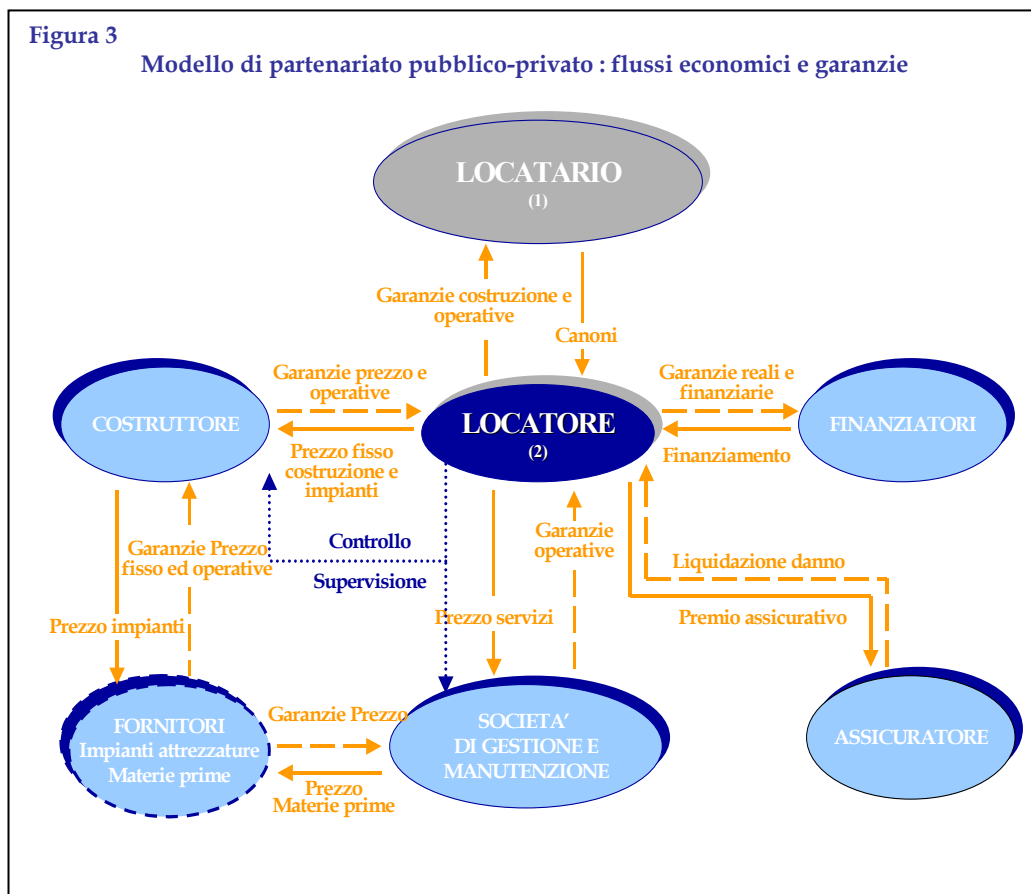 Figura 3
Modello di partenariato pubblico-privato : flussi economici e garanzie
LOCATARIO
(1)
Garanzie costruzione e
operative
Canoni
Garanzie prezzo e
operative
Garanzie reali e
finanziarie
COSTRUTTORE
LOCATORE
(2)
FINANZIATORI
Prezzo fisso
costruzione e
impianti
Finanziamento
Garanzie Prezzo
fisso ed operative
Controllo
Supervisione
Garanzie
operative
Liquidazione danno
Prezzo impianti
Prezzo servizi
Premio assicurativo
FORNITORI
Impianti attrezzature
Materie prime
Garanzie Prezzo
Prezzo
Materie prime
SOCIETA’
DI GESTIONE E
MANUTENZIONE
ASSICURATORE